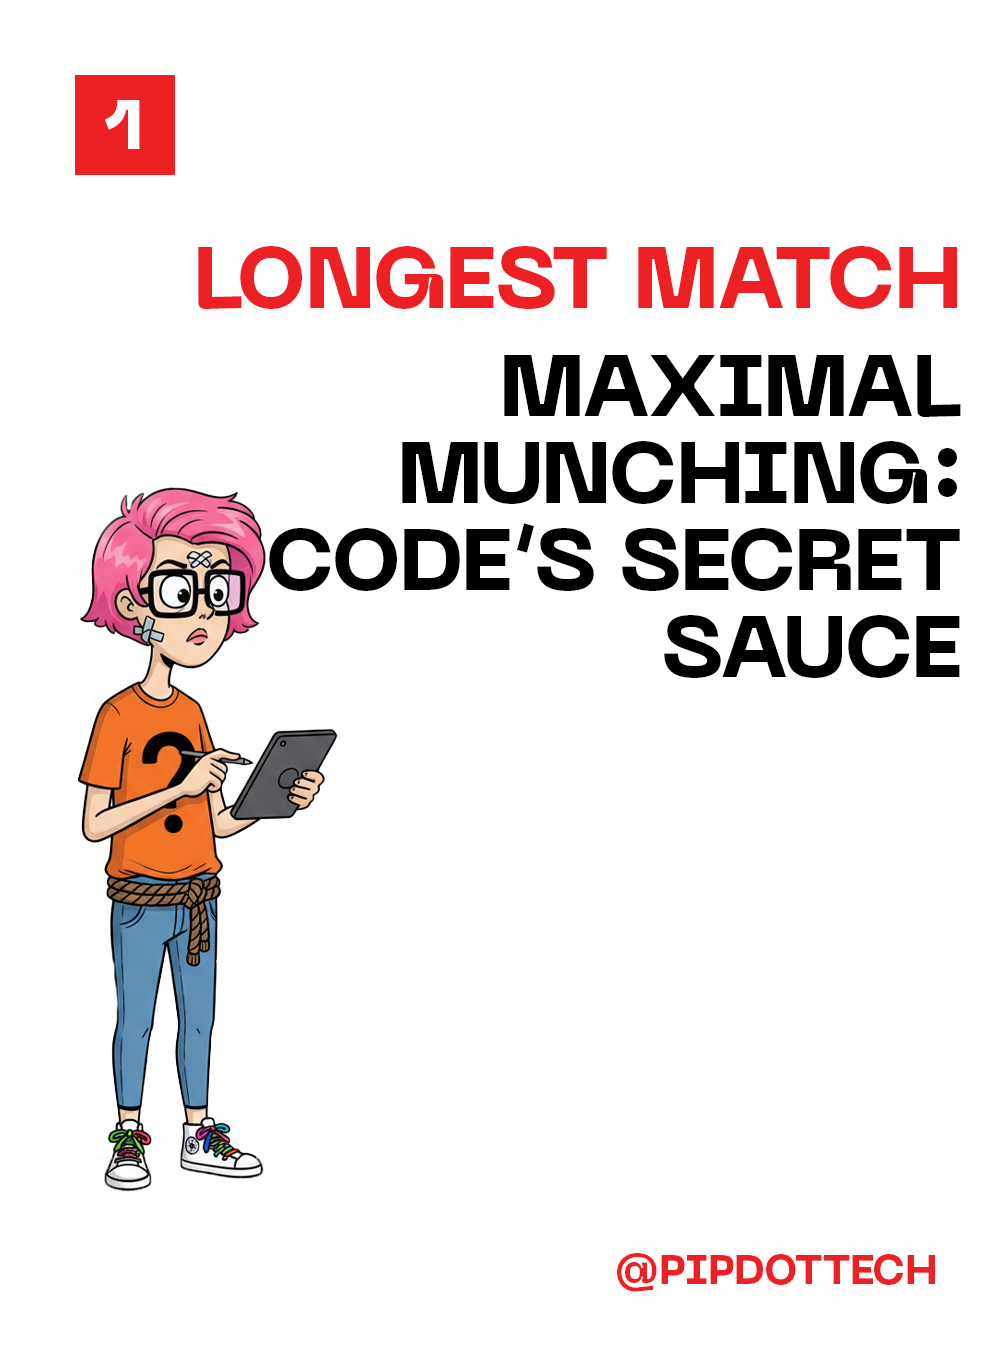 1
LONGEST MATCH
MAXIMAL
MUNCHING:
CODE'S SECRET
SAUCE
?
@PIPDOTTECH